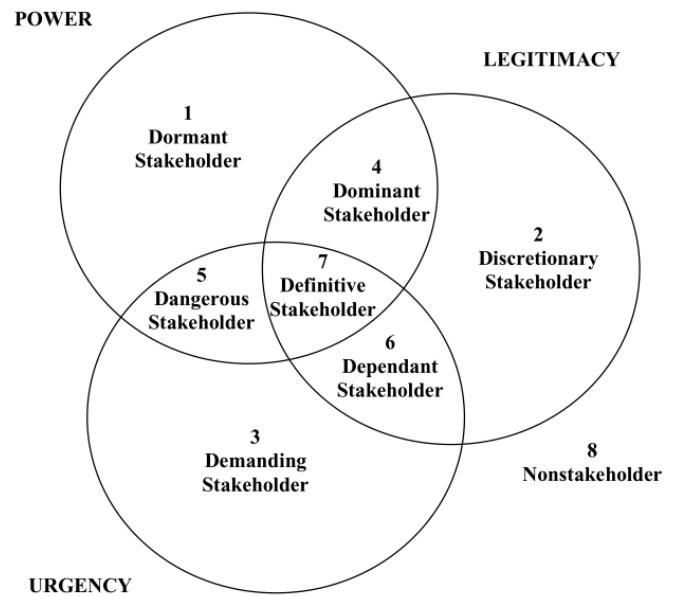 POWER
LEGITIMACY
1
Dormant
Stakeholder
4
Dominant
Stakeholder
2
Discretionary
Stakeholder
5
Dangerous
Stakeholder
7
Definitive
Stakeholder
6
Dependant
Stakeholder
3
Demanding
Stakeholder
8
Nonstakeholder
URGENCY